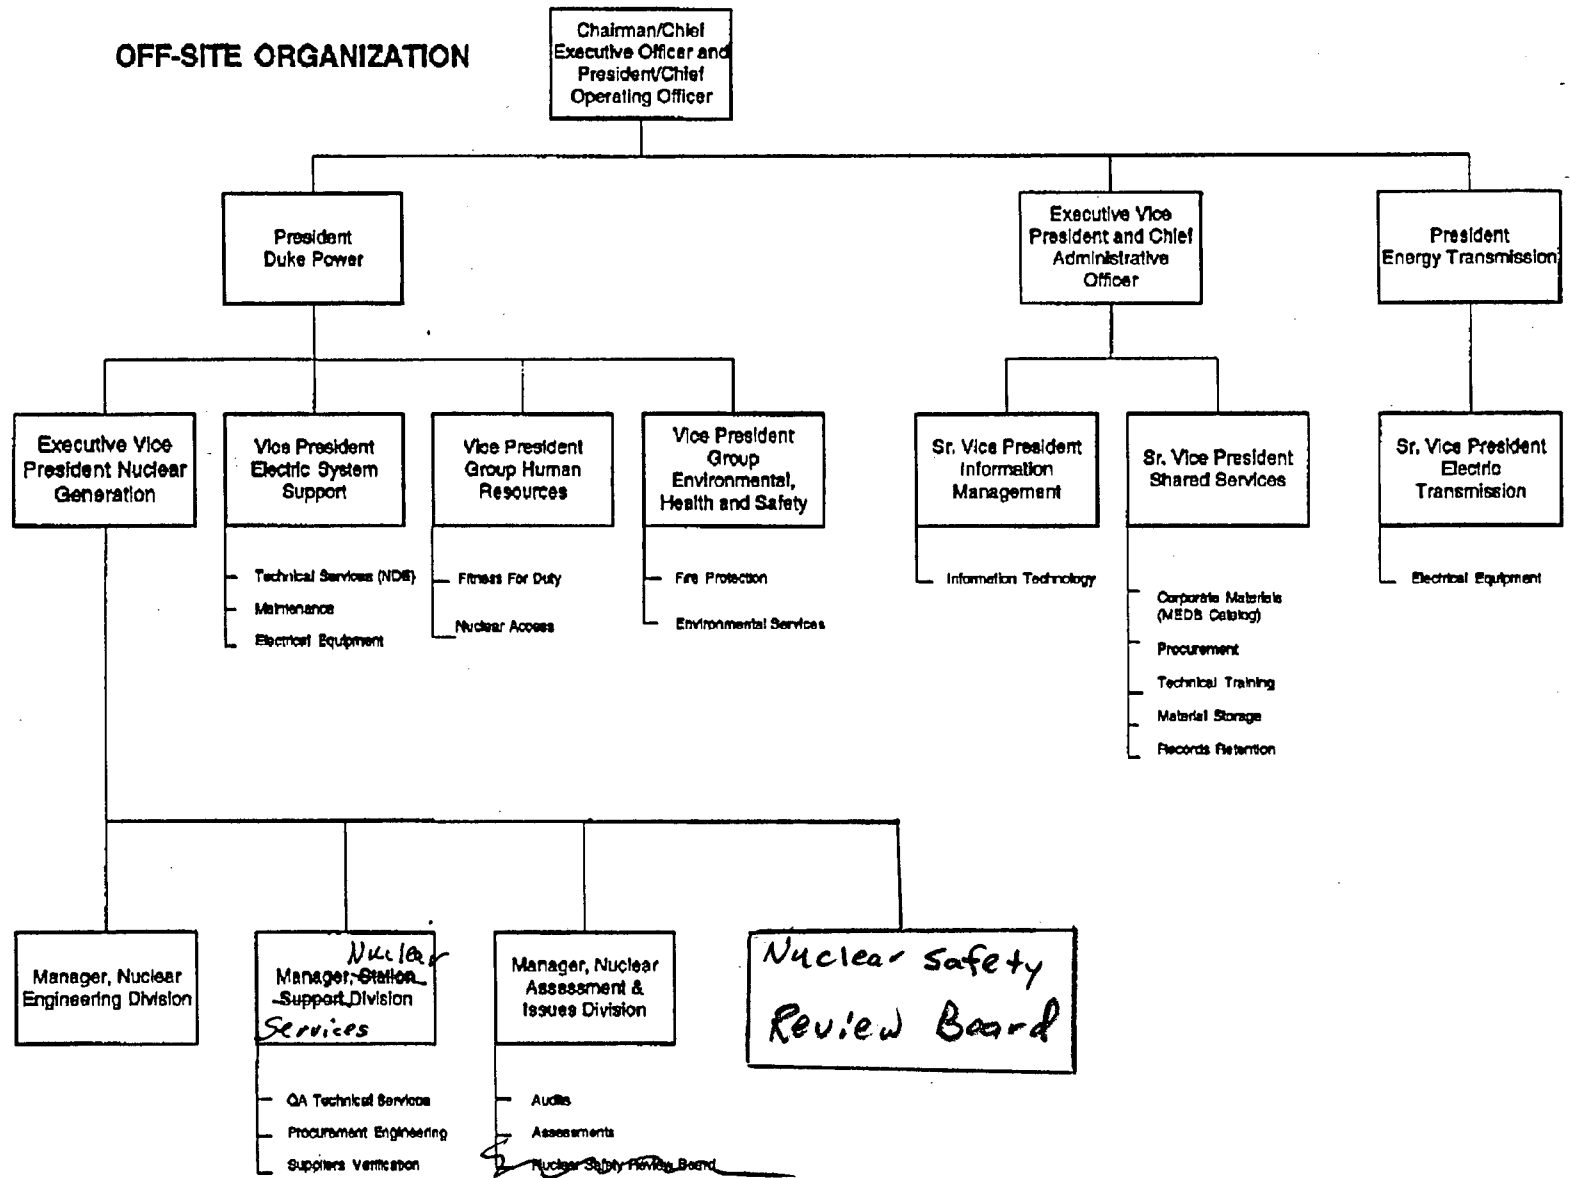 OFF-SITE ORGANIZATION
Chairman/Chief
Executive Officer and
President/Chief
Operating Officer
President
Duke Power
Executive Vice
President and Chief
Administrative
Officer
President
Energy Transmission
Executive Vice
President Nuclear
Generation
Vice President
Electric System
Support
Vice President
Group Human
Resources
Vice President
Group
Environmental,
Health and Safety
Sr. Vice President
Information
Management
Sr. Vice President
Shared Services
Sr. Vice President
Electric
Transmission
Technical Services (NDE)
Maintenance
Electrical Equipment
Fitness For Duty
Nuclear Access
Fire Protection
Environmental Services
Information Technology
Corporate Materials
(MEDB Catalog)
Procurement
Technical Training
Material Storage
Records Retention
Electrical Equipment
Manager, Nuclear
Engineering Division
Nuclear
Manager, Station
Support Division
Services
Manager, Nuclear
Assessment &
Issues Division
Nuclear Safety
Review Board
QA Technical Services
Procurement Engineering
Suppliers Verification
Audits
Assessments
Nuclear Safety Review Board